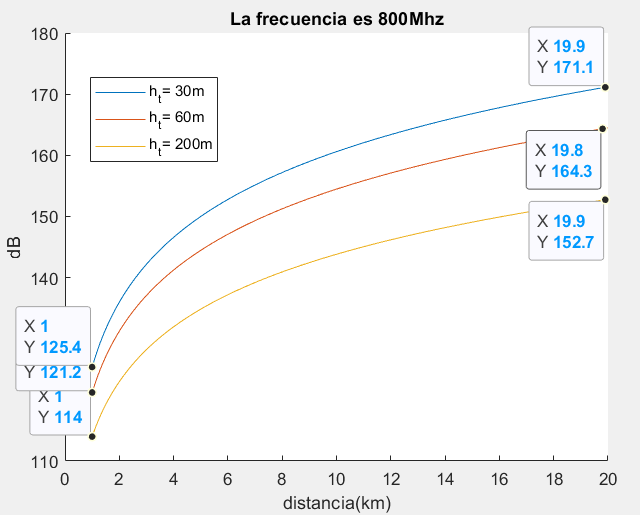 La frecuencia es 800Mhz
180
170
160
150
140
110
dB
h_t= 30m
h_t= 60m
h_t= 200m
X 19.9
Y 171.1
X 19.8
Y 164.3
X 19.9
Y 152.7
X 1
Y 125.4
Y 121.2
X 1
Y 114
0 2 4 6 8 10 12 14 16 18 20
distancia(km)